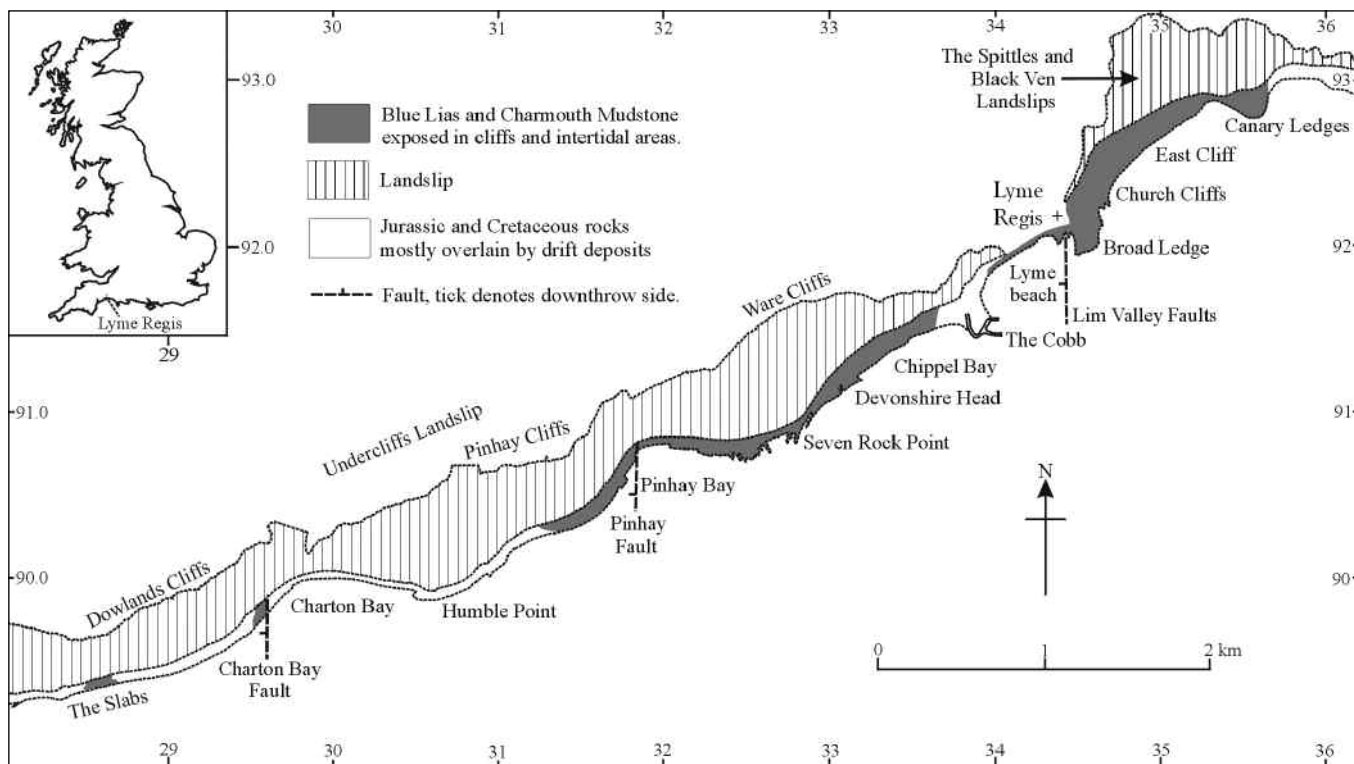 30
31
32
33
34
35
36
93.0
93
92.0
92
91.0
91
90.0
90
Lyme Regis
29
Blue Lias and Charmouth Mudstone
exposed in cliffs and intertidal areas.
Landslip
Jurassic and Cretaceous rocks
mostly overlain by drift deposits
Fault, tick denotes downthrow side.
The Spittles and
Black Ven
Landslips
Canary Ledges
East Cliff
Church Cliffs
Lyme
Regis
Broad Ledge
Lyme
beach
Lim Valley Faults
The Cobb
Ware Cliffs
Chippel Bay
Devonshire Head
Seven Rock Point
Undercliffs Landslip
Pinhay Cliffs
Pinhay Bay
Pinhay
Fault
Dowlands Cliffs
Charton Bay
Humble Point
Charton Bay
Fault
The Slabs
N
0
1
2 km
29
30
31
32
33
34
35
36